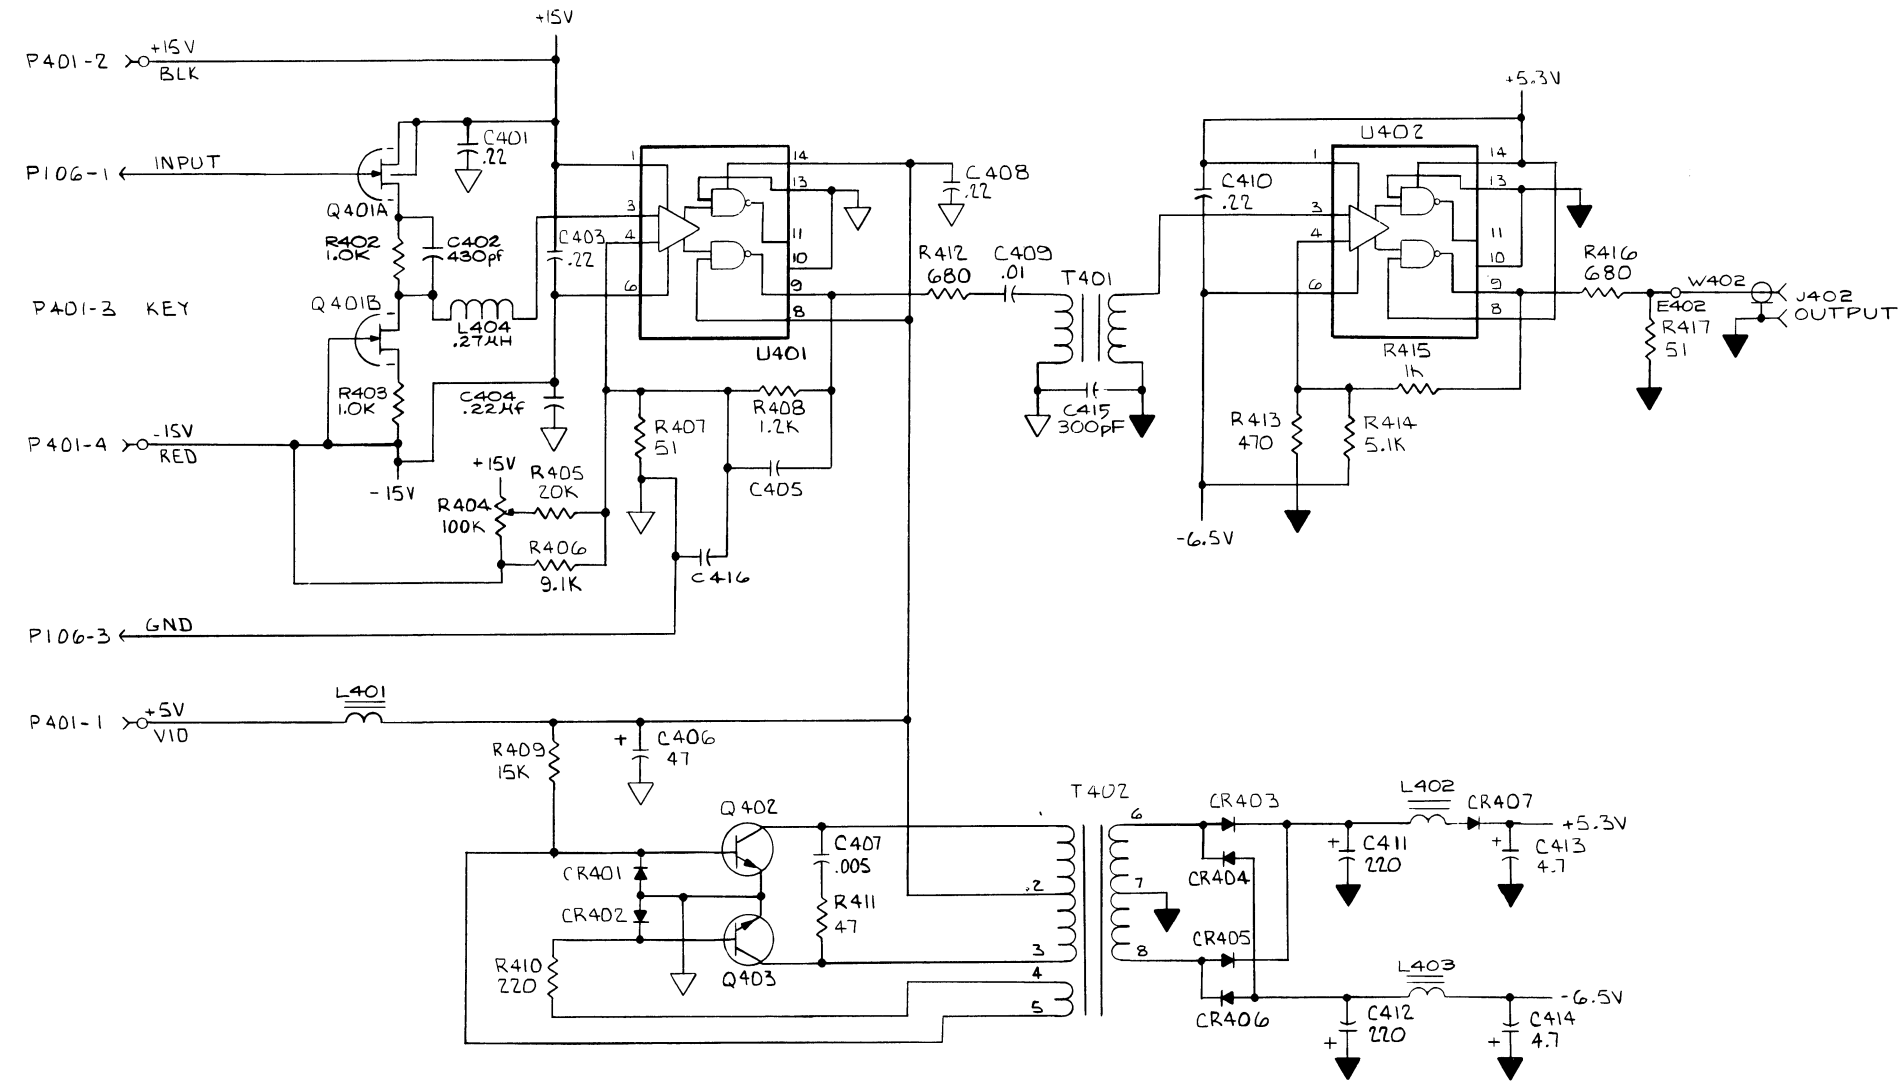 +15V
P401-2
+15V
BLK
C401
.22
P106-1
INPUT
Q401A
R402
1.0K
C402
430pf
P401-3 KEY
Q401B
L404
.27µH
R403
1.0K
C403
.22
C404
.22µf
P401-4
-15V
RED
-15V
+15V
R404
100K
R405
20K
R406
9.1K
1
3
4
6
14
13
11
10
9
8
U401
C408
.22
R407
51
R408
1.2K
C405
C416
P106-3
GND
R412
680
C409
.01
T401
C415
300pF
+5.3V
U402
C410
.22
1
3
4
6
14
13
11
10
9
8
R415
1K
R413
470
R414
5.1K
-6.5V
R416
680
E402
W402
J402
OUTPUT
R417
51
P401-1
+5V
VIO
L401
R409
15K
+
C406
47
Q402
CR401
CR402
Q403
R410
220
C407
.005
R411
47
T402
2
3
4
5
6
7
8
CR403
CR404
CR405
CR406
L402
CR407
+5.3V
+
C411
220
+
C413
4.7
L403
-6.5V
C412
220
+
C414
4.7
+